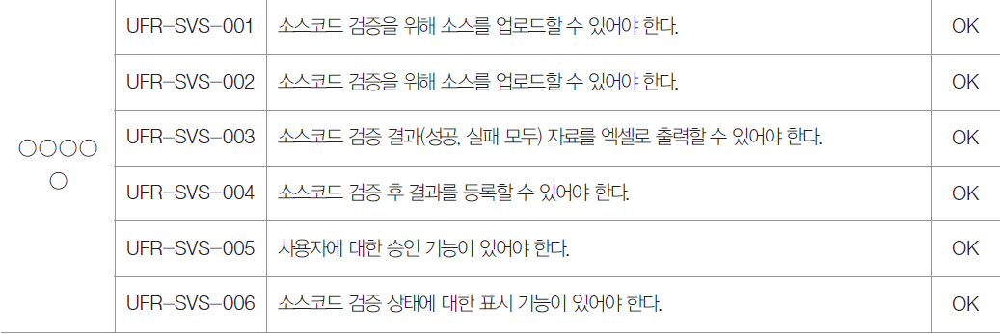 UFR-SVS-001 소스코드 검증을 위해 소스를 업로드할 수 있어야 한다. OK
UFR-SVS-002 소스코드 검증을 위해 소스를 업로드할 수 있어야 한다. OK
○○○○
○
UFR-SVS-003 소스코드 검증 결과(성공, 실패 모두) 자료를 엑셀로 출력할 수 있어야 한다. OK
UFR-SVS-004 소스코드 검증 후 결과를 등록할 수 있어야 한다. OK
UFR-SVS-005 사용자에 대한 승인 기능이 있어야 한다. OK
UFR-SVS-006 소스코드 검증 상태에 대한 표시 기능이 있어야 한다. OK